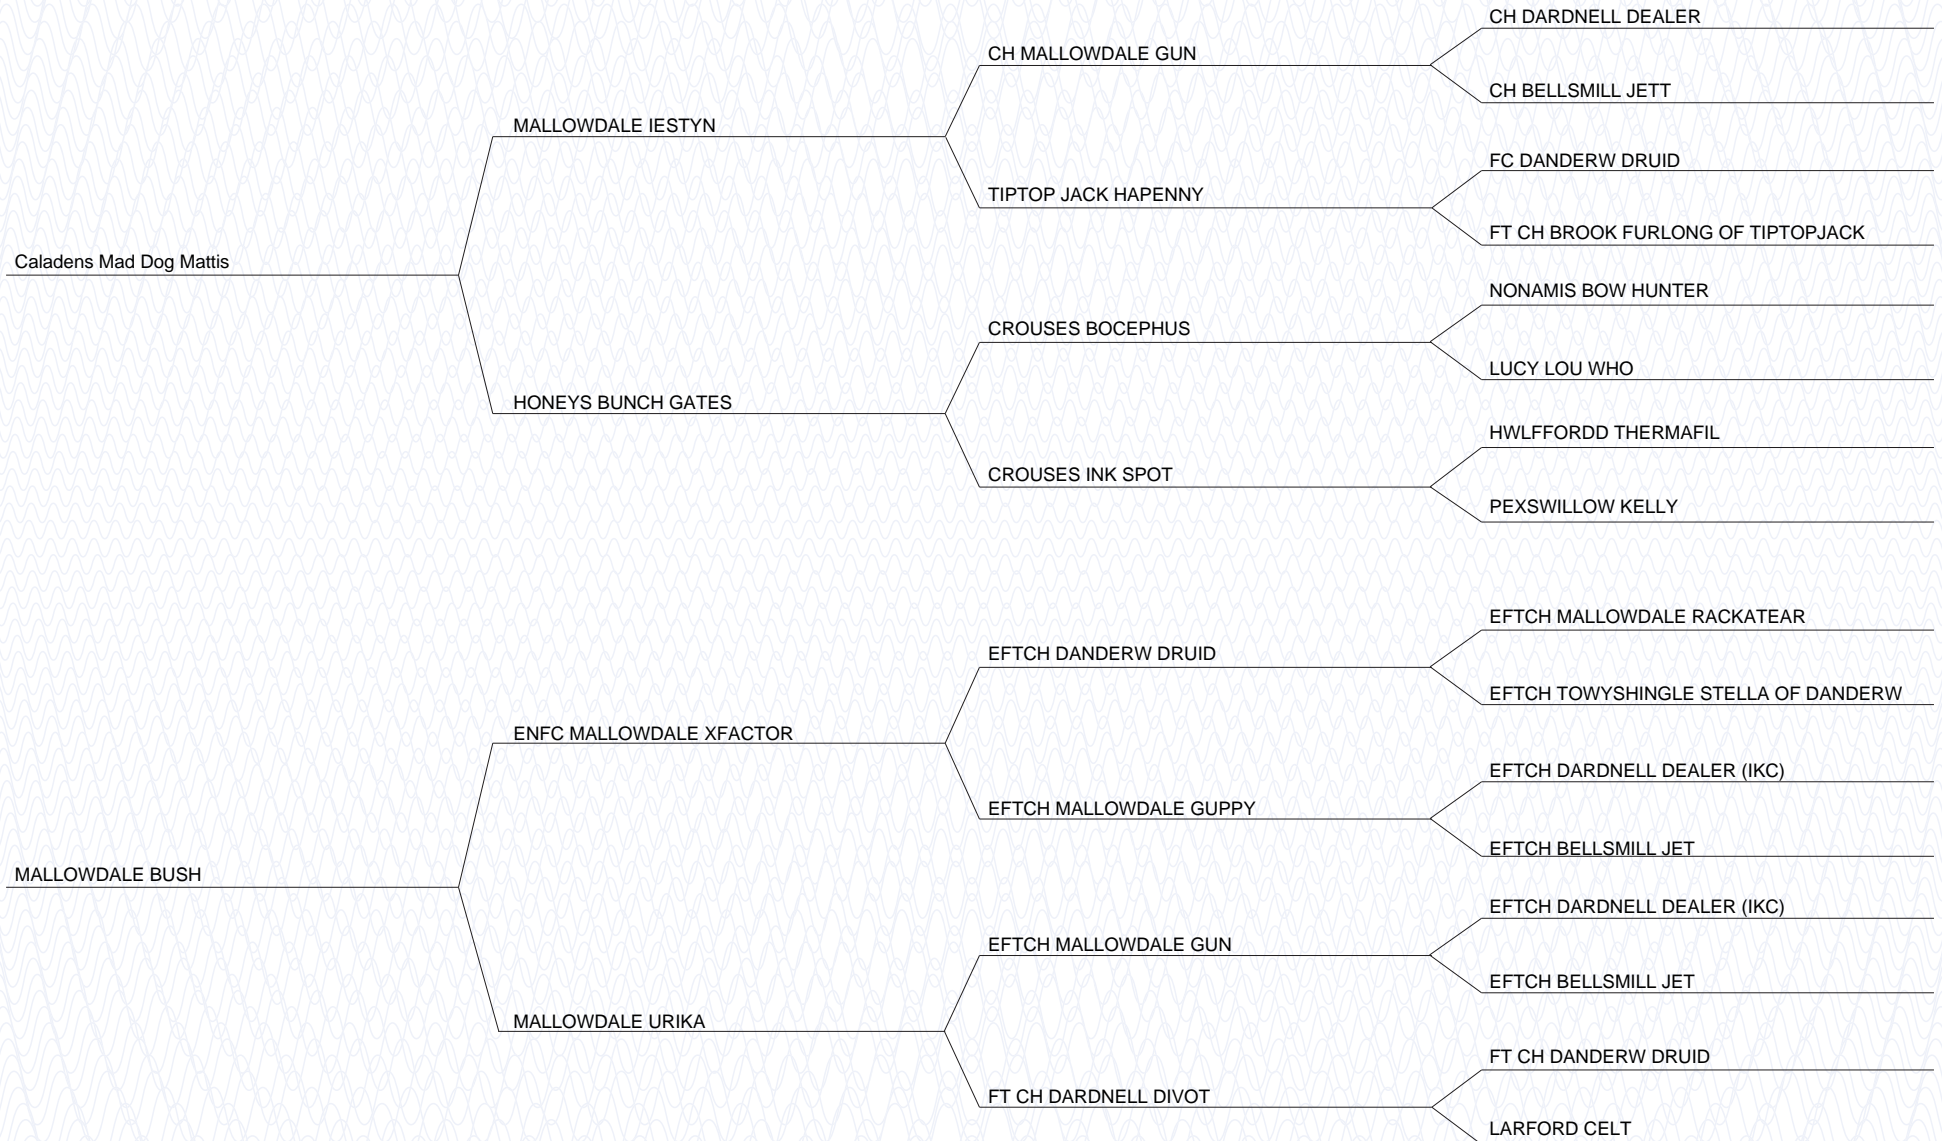 CH DARDNELL DEALER
CH MALLOWDALE GUN
CH BELLSMILL JETT
MALLOWDALE IESTYN
FC DANDERW DRUID
TIPTOP JACK HAPENNY
FT CH BROOK FURLONG OF TIPTOPJACK
Caladens Mad Dog Mattis
NONAMIS BOW HUNTER
CROUSES BOCEPHUS
LUCY LOU WHO
HONEYS BUNCH GATES
HWLFFORDD THERMAFIL
CROUSES INK SPOT
PEXSWILLOW KELLY
EFTCH MALLOWDALE RACKATEAR
EFTCH DANDERW DRUID
EFTCH TOWYSHINGLE STELLA OF DANDERW
ENFC MALLOWDALE XFACTOR
EFTCH DARDNELL DEALER (IKC)
EFTCH MALLOWDALE GUPPY
EFTCH BELLSMILL JET
MALLOWDALE BUSH
EFTCH DARDNELL DEALER (IKC)
EFTCH MALLOWDALE GUN
EFTCH BELLSMILL JET
MALLOWDALE URIKA
FT CH DANDERW DRUID
FT CH DARDNELL DIVOT
LARFORD CELT